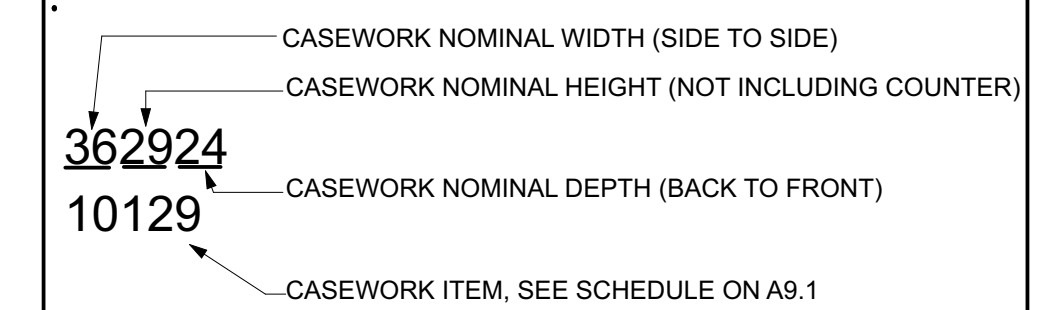 CASEWORK NOMINAL WIDTH (SIDE TO SIDE)
CASEWORK NOMINAL HEIGHT (NOT INCLUDING COUNTER)
362924
CASEWORK NOMINAL DEPTH (BACK TO FRONT)
10129
CASEWORK ITEM, SEE SCHEDULE ON A9.1